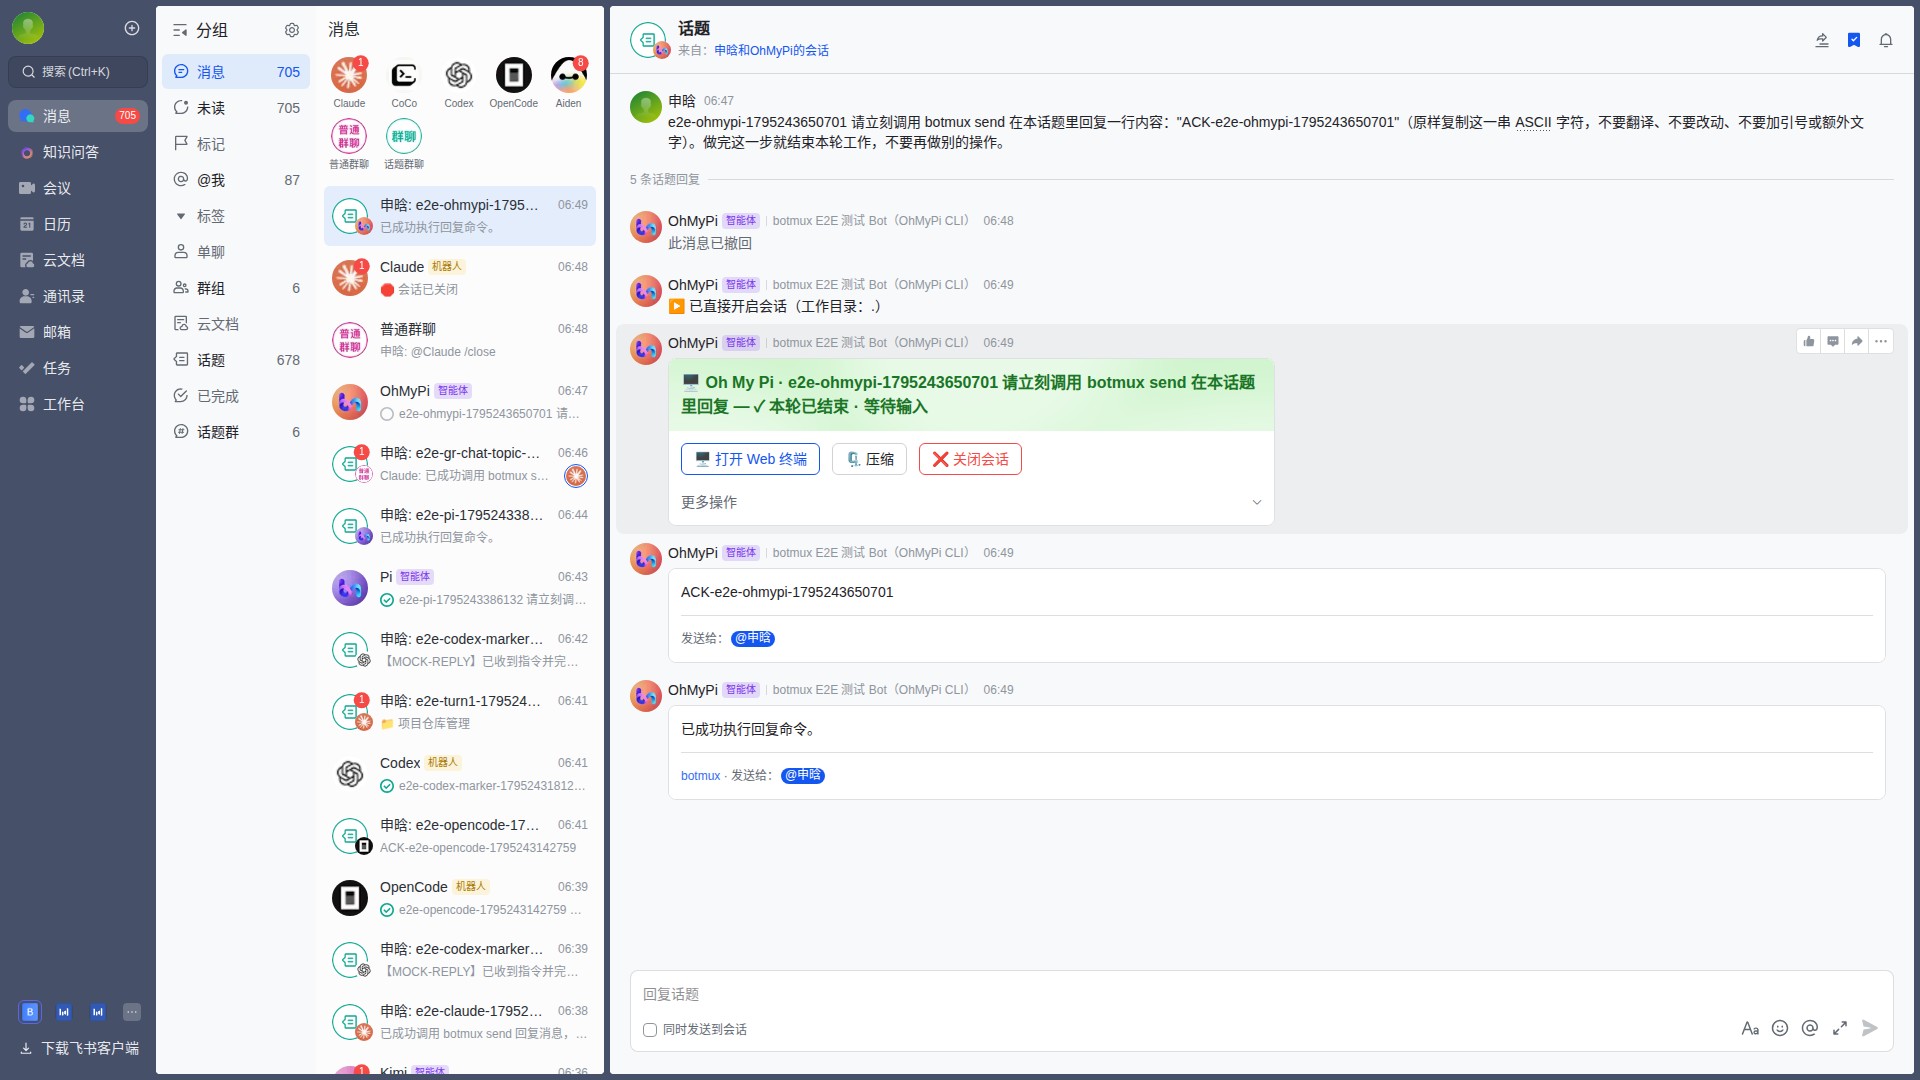 搜索 (Ctrl+K)
消息 705
知识问答
会议
日历
云文档
通讯录
邮箱
任务
工作台
下载飞书客户端
分组
消息 705
未读 705
标记
@我 87
标签
单聊
群组 6
云文档
话题 678
已完成
话题群 6
消息
1
8
Claude CoCo Codex OpenCode Aiden
普通群聊 群聊
普通群聊 话题群聊
申晗: e2e-ohmypi-1795... 06:49
已成功执行回复命令。
1
Claude 机器人 06:48
会话已关闭
普通群聊
普通群聊 06:48
申晗: @Claude /close
OhMyPi 智能体 06:47
e2e-ohmypi-1795243650701 请...
1
申晗: e2e-gr-chat-topic-... 06:46
Claude: 已成功调用 botmux s...
申晗: e2e-pi-179524338... 06:44
已成功执行回复命令。
Pi 智能体 06:43
e2e-pi-1795243386132 请立刻调...
申晗: e2e-codex-marker... 06:42
【MOCK-REPLY】已收到指令并完...
1
申晗: e2e-turn1-179524... 06:41
项目仓库管理
Codex 机器人 06:41
e2e-codex-marker-17952431812...
申晗: e2e-opencode-17... 06:41
ACK-e2e-opencode-1795243142759
OpenCode 机器人 06:39
e2e-opencode-1795243142759 ...
申晗: e2e-codex-marker... 06:39
【MOCK-REPLY】已收到指令并完...
申晗: e2e-claude-17952... 06:38
已成功调用 botmux send 回复消息，...
1
Kimi 智能体 06:36
话题
来自：申晗和OhMyPi的会话
申晗 06:47
e2e-ohmypi-1795243650701 请立刻调用 botmux send 在本话题里回复一行内容："ACK-e2e-ohmypi-1795243650701"（原样复制这一串 ASCII 字符，不要翻译、不要改动、不要加引号或额外文
字）。做完这一步就结束本轮工作，不要再做别的操作。
5 条话题回复
OhMyPi 智能体 botmux E2E 测试 Bot（OhMyPi CLI） 06:48
此消息已撤回
OhMyPi 智能体 botmux E2E 测试 Bot（OhMyPi CLI） 06:49
已直接开启会话（工作目录：.）
OhMyPi 智能体 botmux E2E 测试 Bot（OhMyPi CLI） 06:49
Oh My Pi · e2e-ohmypi-1795243650701 请立刻调用 botmux send 在本话题
里回复 — ✓ 本轮已结束 · 等待输入
打开 Web 终端 压缩 关闭会话
更多操作
OhMyPi 智能体 botmux E2E 测试 Bot（OhMyPi CLI） 06:49
ACK-e2e-ohmypi-1795243650701
发送给：@申晗
OhMyPi 智能体 botmux E2E 测试 Bot（OhMyPi CLI） 06:49
已成功执行回复命令。
botmux · 发送给：@申晗
回复话题
同时发送到会话